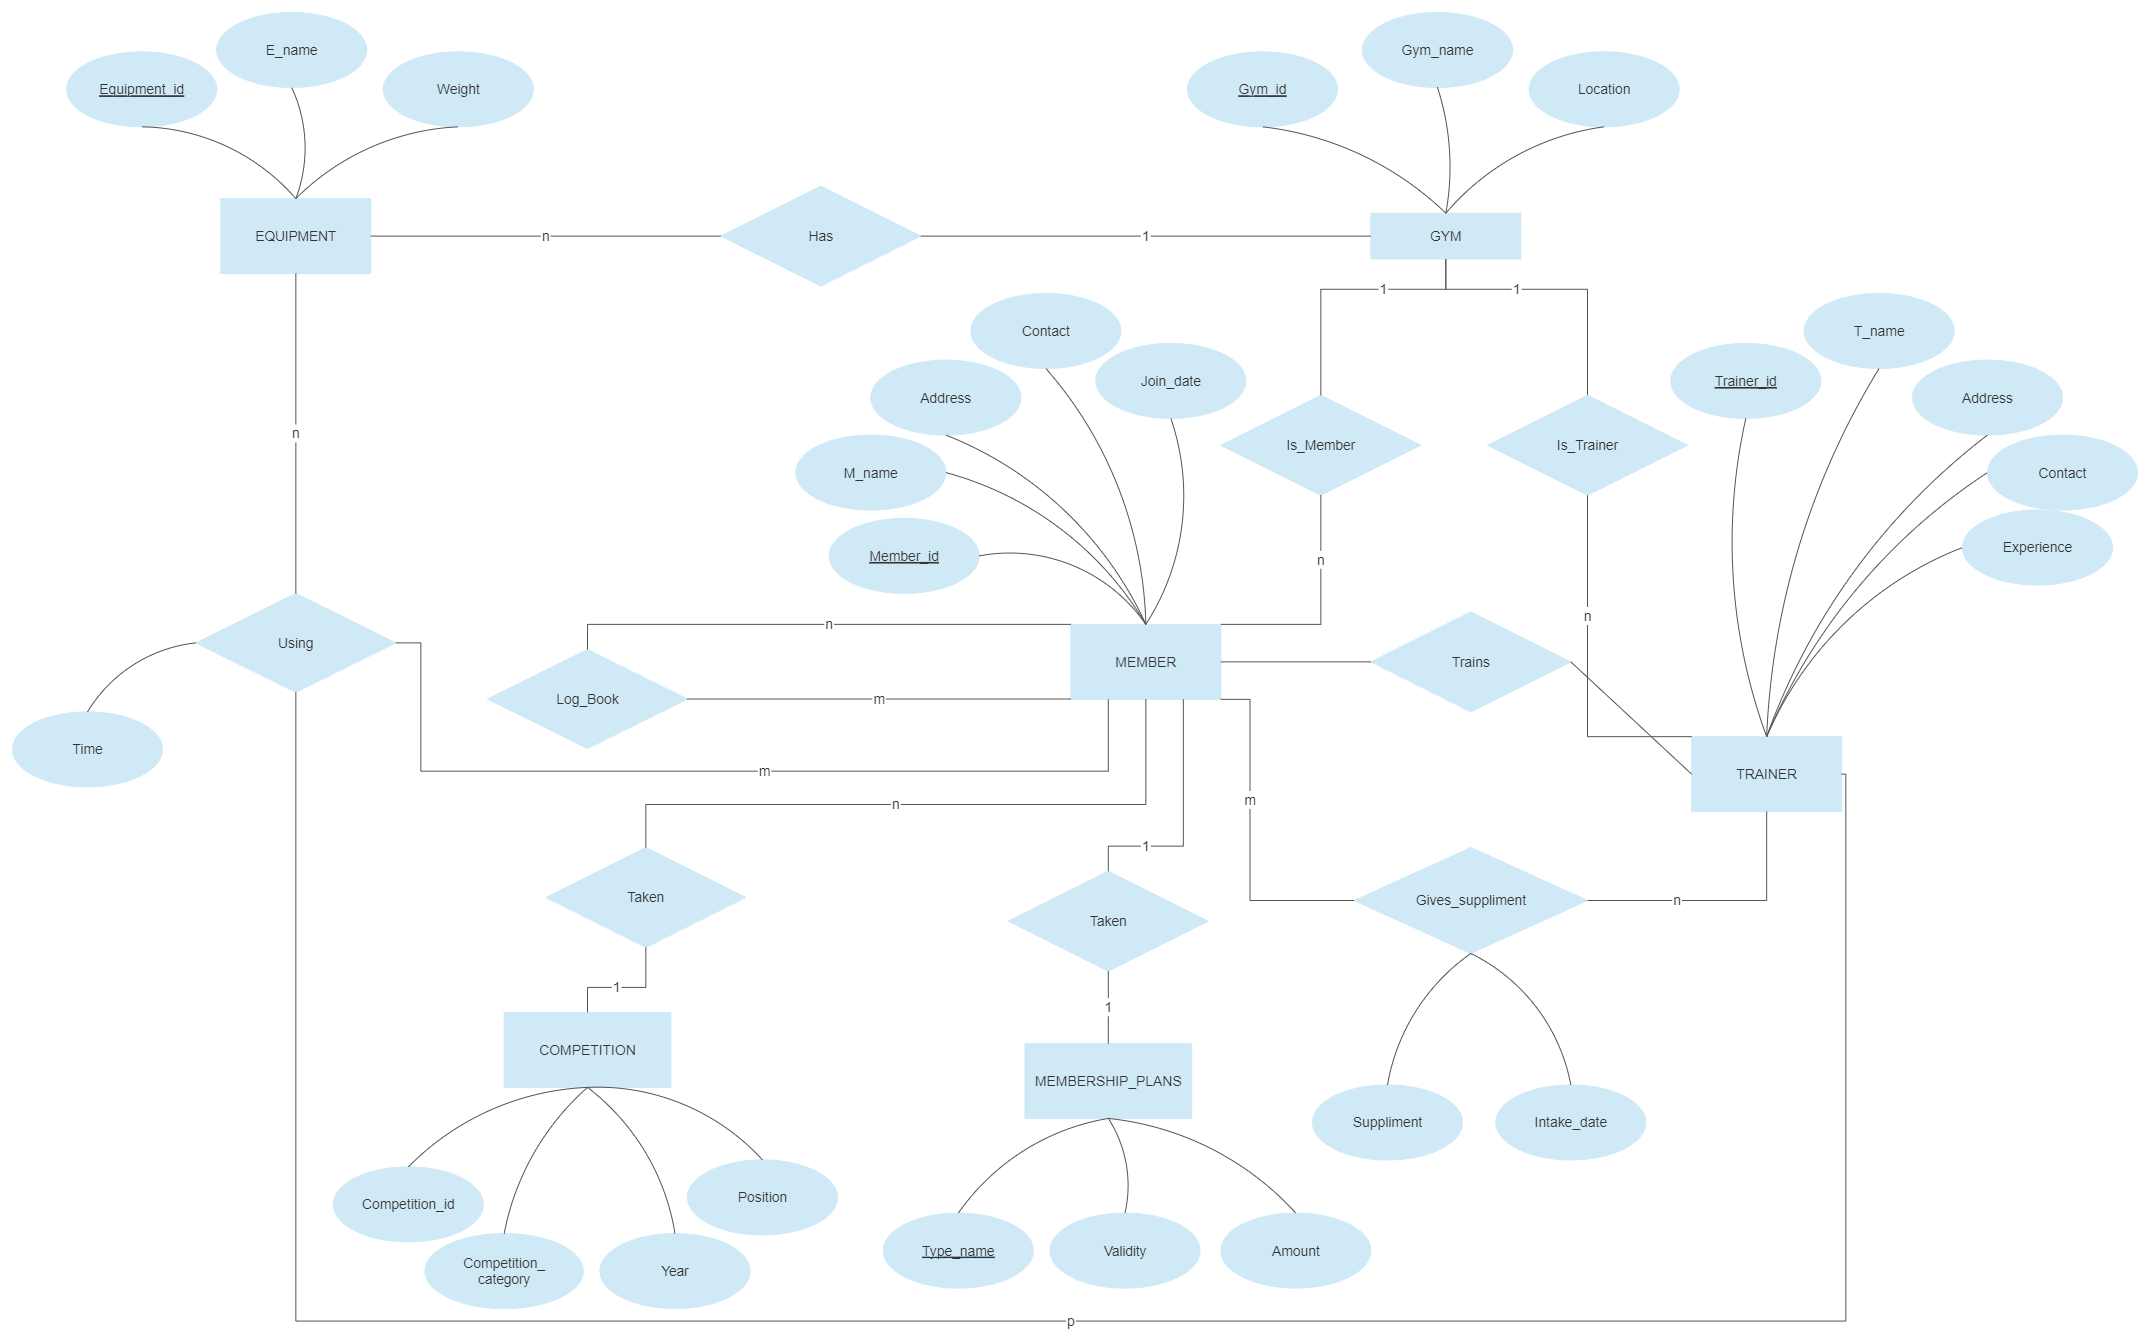 E_name
Gym_name
Equipment_id
Weight
Gym_id
Location
EQUIPMENT
n
Has
1
GYM
1
1
Contact
T_name
Join_date
Trainer_id
Address
Address
n
Is_Member
Is_Trainer
M_name
Contact
Experience
Member_id
n
n
n
Using
MEMBER
Trains
Log_Book
m
Time
m
TRAINER
m
n
1
Taken
Gives_suppliment
n
Taken
1
1
COMPETITION
MEMBERSHIP_PLANS
Suppliment
Intake_date
Position
Competition_id
Competition_
category
Year
Type_name
Validity
Amount
p